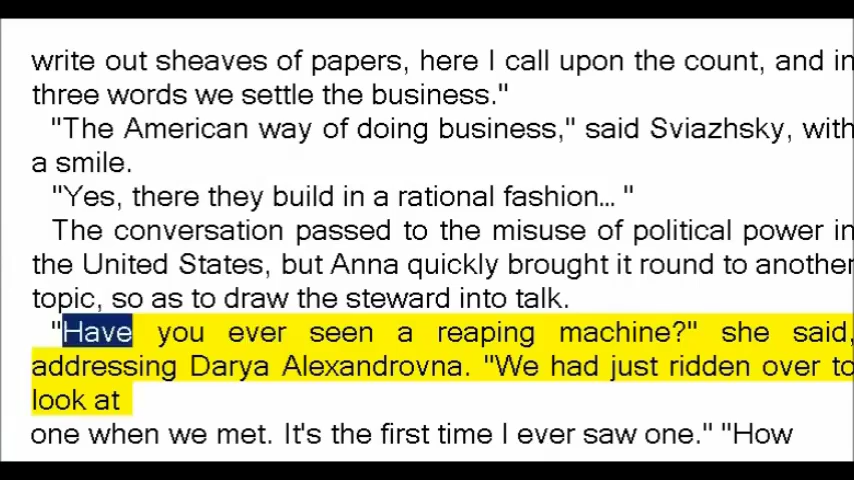 write out sheaves of papers, here I call upon the count, and in
three words we settle the business."
"The American way of doing business," said Sviazhsky, with
a smile.
"Yes, there they build in a rational fashion... "
The conversation passed to the misuse of political power in
the United States, but Anna quickly brought it round to another
topic, so as to draw the steward into talk.
"Have you ever seen a reaping machine?" she said,
addressing Darya Alexandrovna. "We had just ridden over to
look at
one when we met. It's the first time I ever saw one." "How